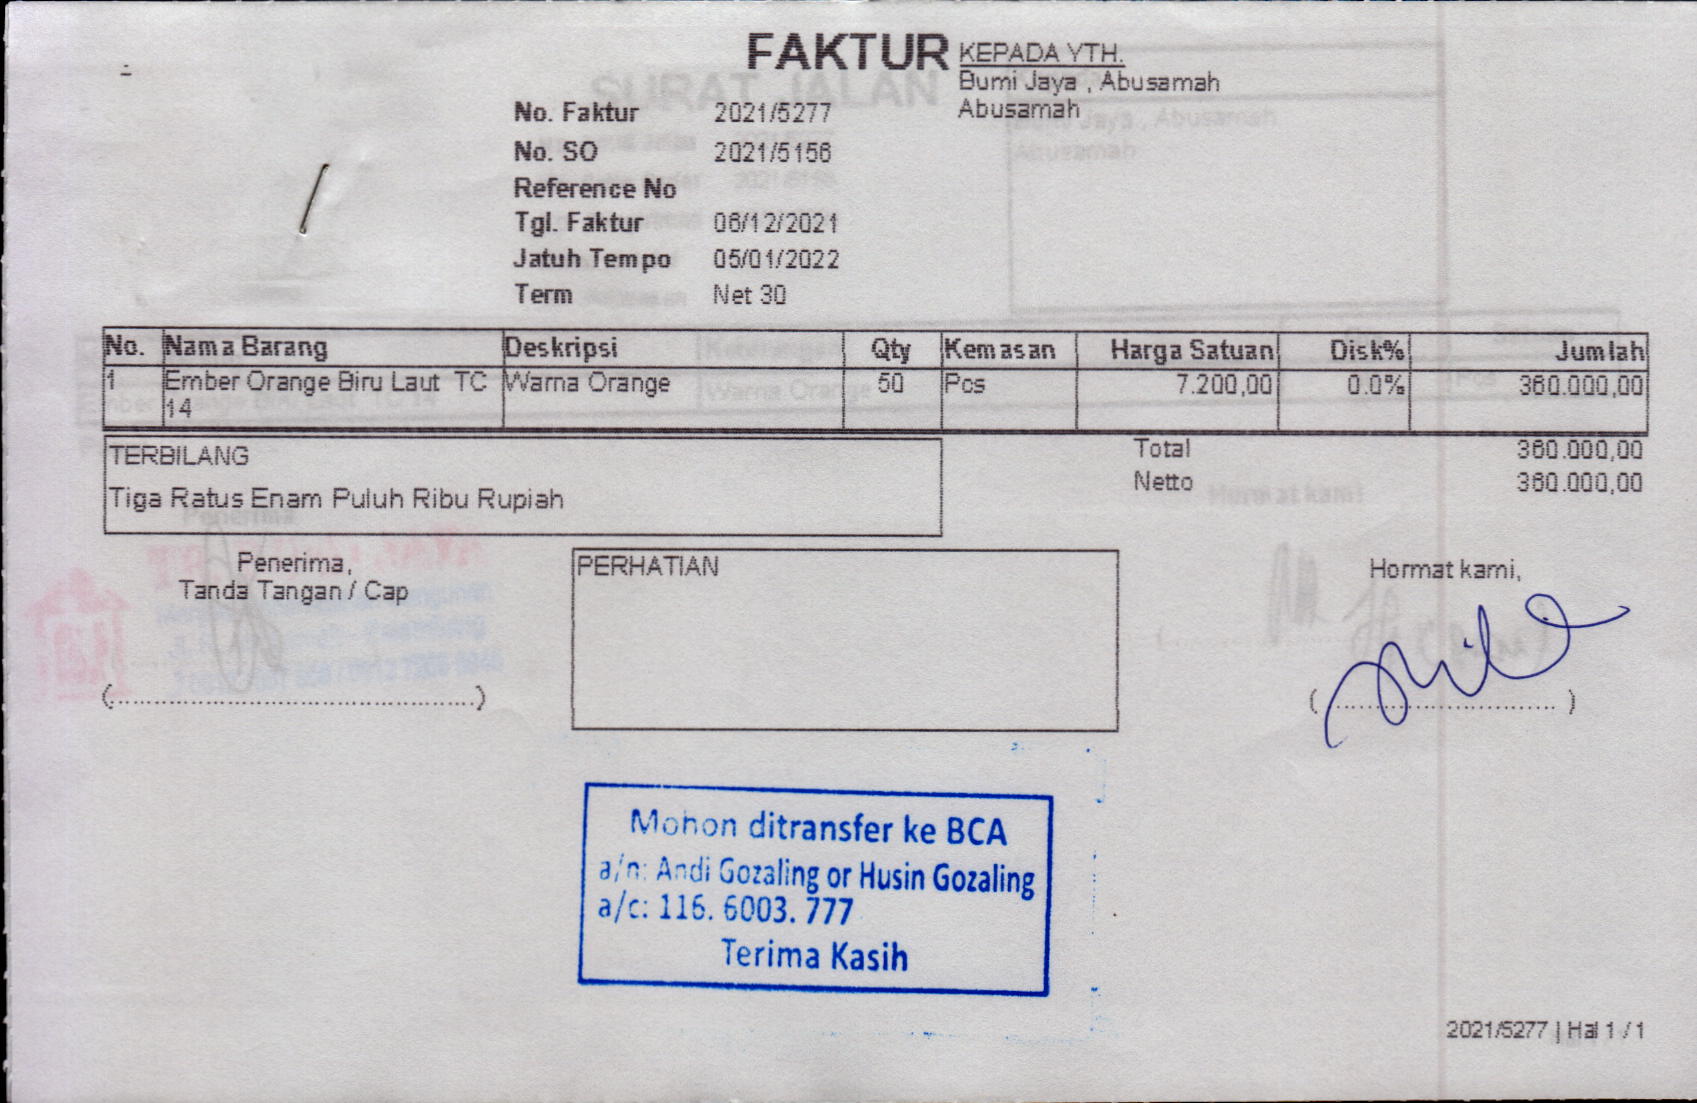 FAKTUR
KEPADA YTH.
Bumi Jaya , Abusamah
Abusamah
No. Faktur 2021/5277
No. SO 2021/5156
Reference No
Tgl. Faktur 06/12/2021
Jatuh Tempo 05/01/2022
Term Net 30
No. Nama Barang Deskripsi Qty Kemasan Harga Satuan Disk% Jumlah
1 Ember Orange Biru Laut TC Warna Orange 50 Pcs 7.200,00 0.0% 360.000,00
14
Total 360.000,00
Netto 360.000,00
TERBILANG
Tiga Ratus Enam Puluh Ribu Rupiah
Penerima,
Tanda Tangan / Cap
(................................................)
PERHATIAN
Hormat kami,
(................................)
Mohon ditransfer ke BCA
a/n: Andi Gozaling or Husin Gozaling
a/c: 116. 6003. 777
Terima Kasih
2021/5277 | Hal 1 / 1